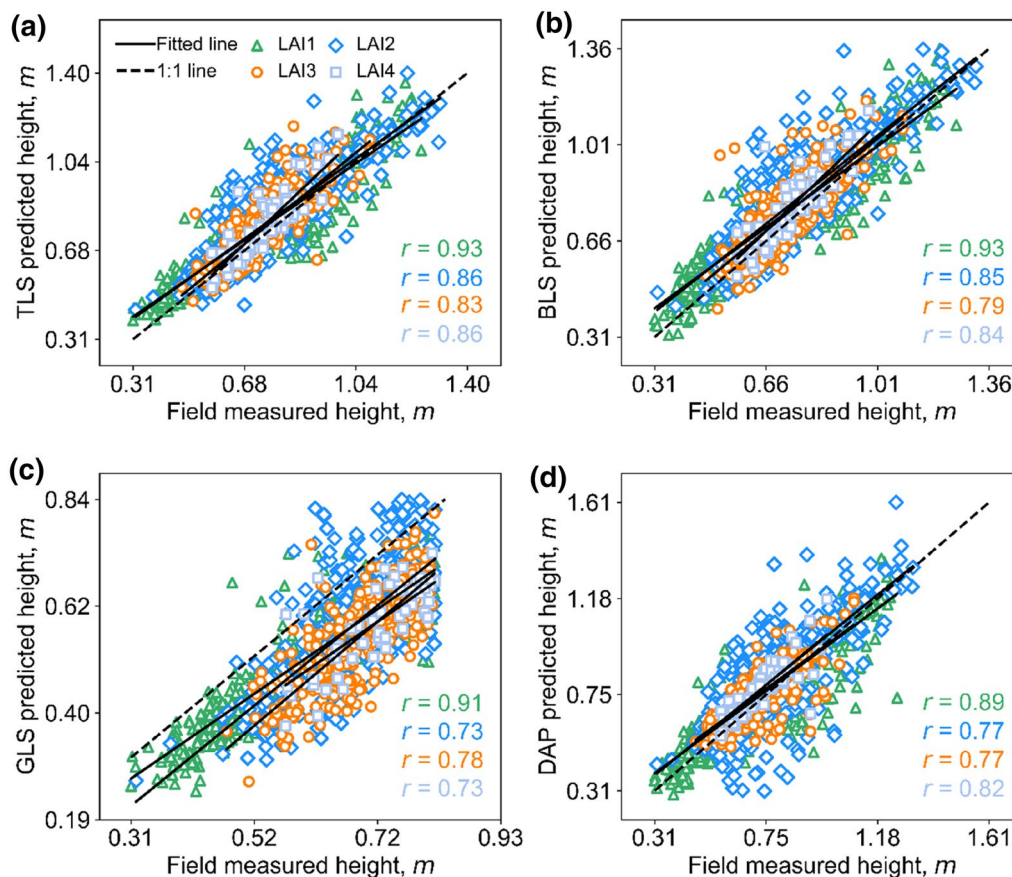 (a)
Fitted line LAI1 LAI2
1:1 line LAI3 LAI4
TLS predicted height, m
1.40
1.04
0.68
0.31
r = 0.93
r = 0.86
r = 0.83
r = 0.86
0.31 0.68 1.04 1.40
Field measured height, m
(b)
BLS predicted height, m
1.36
1.01
0.66
0.31
r = 0.93
r = 0.85
r = 0.79
r = 0.84
0.31 0.66 1.01 1.36
Field measured height, m
(c)
GLS predicted height, m
0.84
0.62
0.40
0.19
r = 0.91
r = 0.73
r = 0.78
r = 0.73
0.31 0.52 0.72 0.93
Field measured height, m
(d)
DAP predicted height, m
1.61
1.18
0.75
0.31
r = 0.89
r = 0.77
r = 0.77
r = 0.82
0.31 0.75 1.18 1.61
Field measured height, m